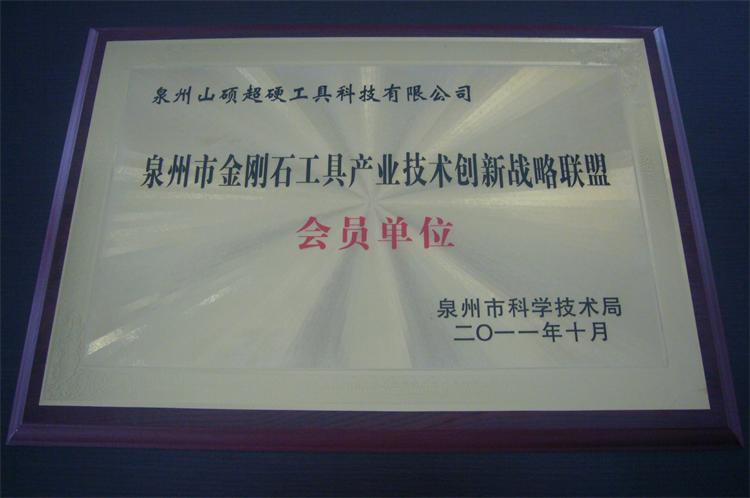 泉州山硕超硬工具科技有限公司
泉州市金刚石工具产业技术创新战略联盟
会员单位
泉州市科学技术局
二〇一一年十月